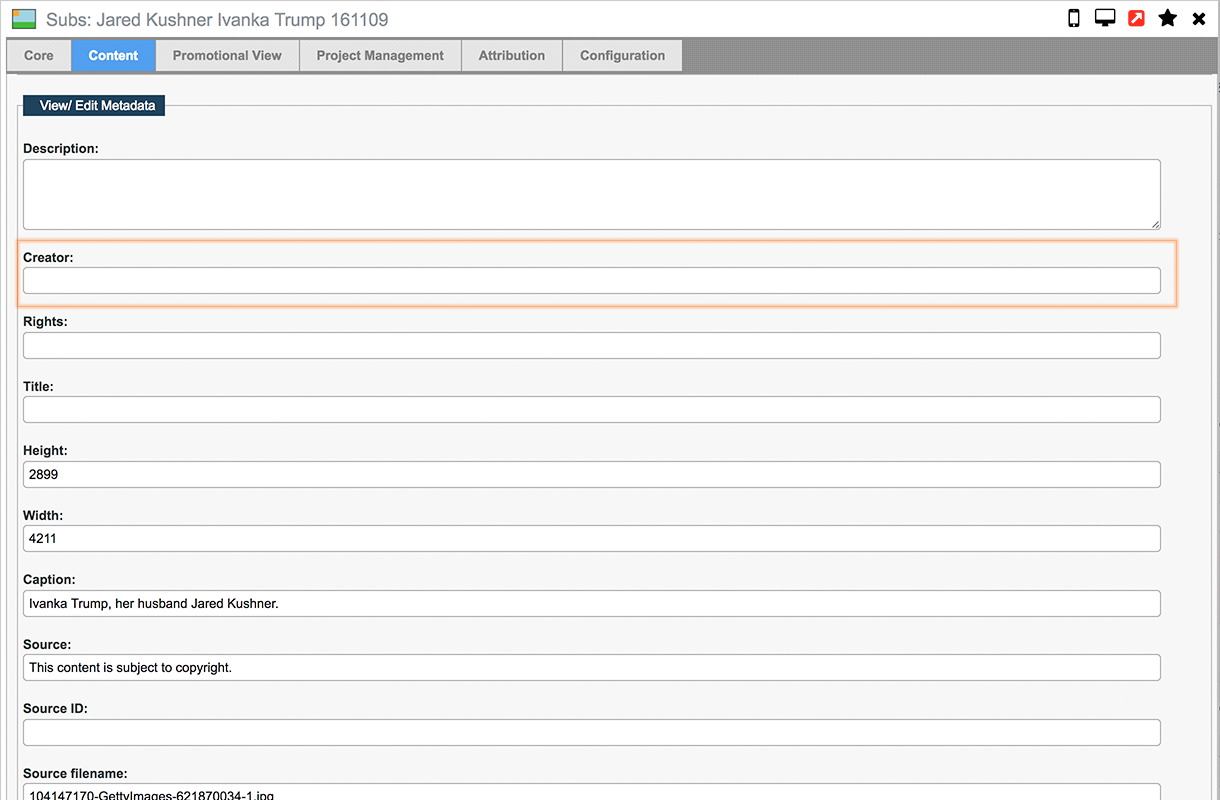 Subs: Jared Kushner Ivanka Trump 161109
Core Content Promotional View Project Management Attribution Configuration
View/ Edit Metadata
Description:
Creator:
Rights:
Title:
Height:
2899
Width:
4211
Caption:
Ivanka Trump, her husband Jared Kushner.
Source:
This content is subject to copyright.
Source ID:
Source filename:
104147170-GettyImages-621870034-1.jpg